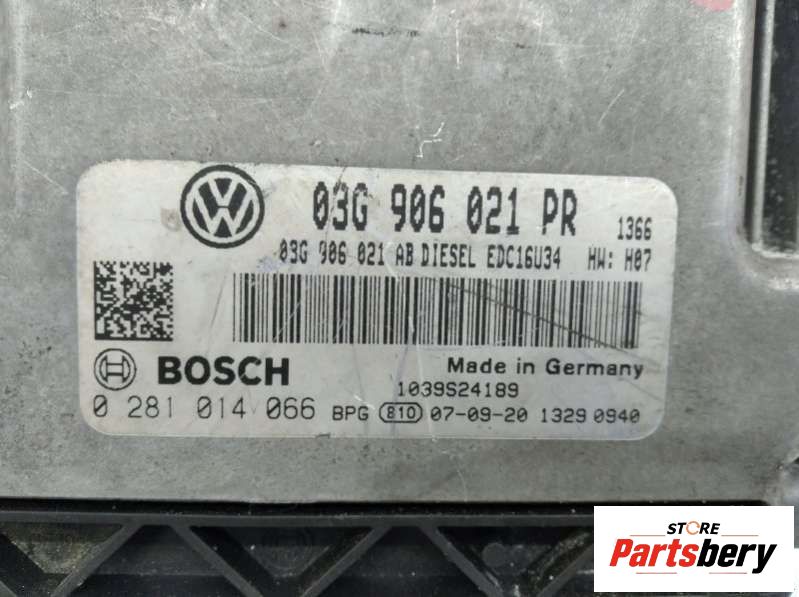 03G 906 021 PR 1366
03G 906 021 AB DIESEL EDC16U34 HW: H07
BOSCH
Made in Germany
1039S24189
0 281 014 066 BPG 810 07-09-20 1329 0940
STORE
Partsbery